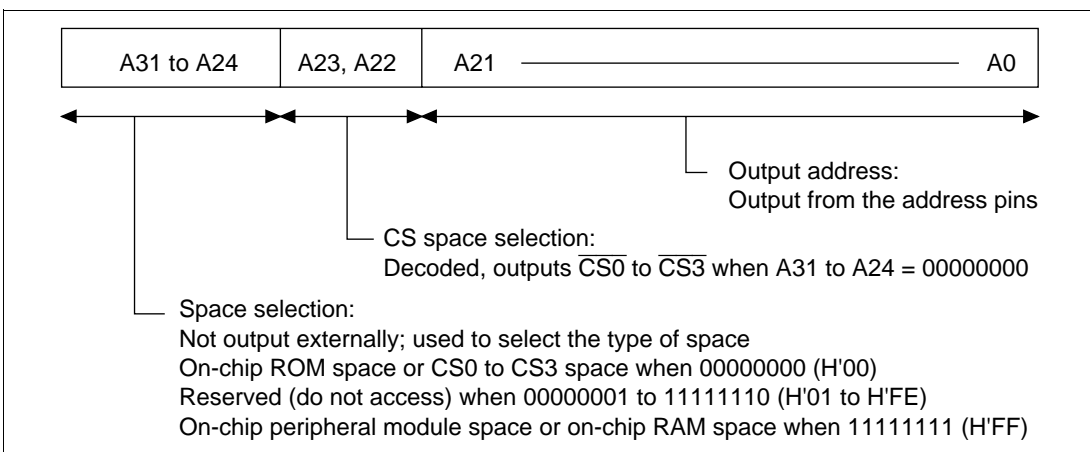 A31 to A24 A23, A22 A21 A0
Output address:
Output from the address pins
CS space selection:
Decoded, outputs C̅S̅0̅ to C̅S̅3̅ when A31 to A24 = 00000000
Space selection:
Not output externally; used to select the type of space
On-chip ROM space or CS0 to CS3 space when 00000000 (H'00)
Reserved (do not access) when 00000001 to 11111110 (H'01 to H'FE)
On-chip peripheral module space or on-chip RAM space when 11111111 (H'FF)